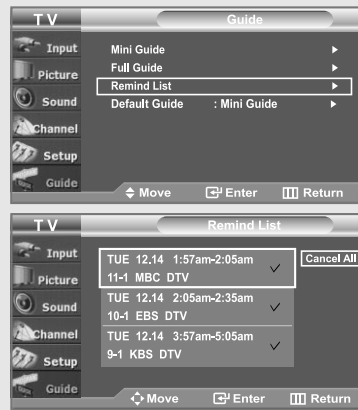 TV Guide
Input
Picture
Sound
Channel
Setup
Guide
Mini Guide
Full Guide
Remind List
Default Guide : Mini Guide
Move Enter Return
TV Remind List
Input
Picture
Sound
Channel
Setup
Guide
TUE 12.14 1:57am-2:05am
11-1 MBC DTV
TUE 12.14 2:05am-2:35am
10-1 EBS DTV
TUE 12.14 3:57am-5:05am
9-1 KBS DTV
Cancel All
Move Enter Return